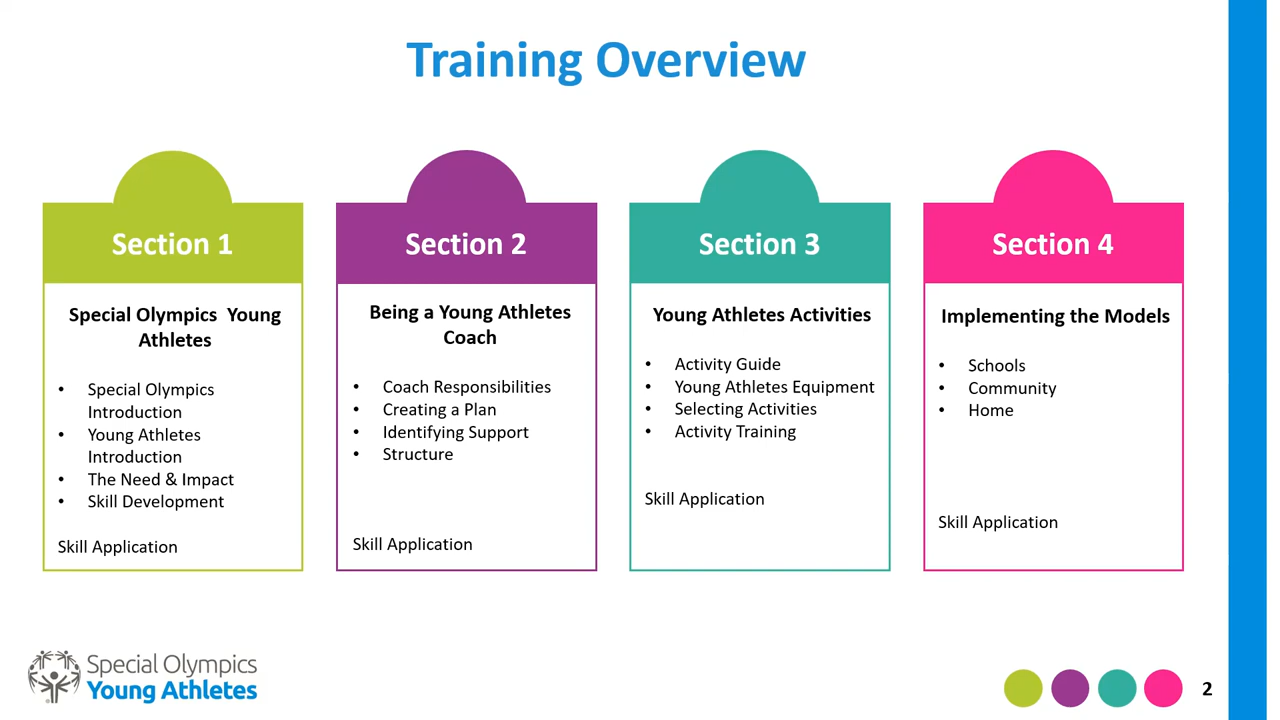 Training Overview
Section 1
Special Olympics  Young
Athletes
• Special Olympics
Introduction
• Young Athletes
Introduction
• The Need & Impact
• Skill Development
Skill Application
Section 2
Being a Young Athletes
Coach
• Coach Responsibilities
• Creating a Plan
• Identifying Support
• Structure
Skill Application
Section 3
Young Athletes Activities
• Activity Guide
• Young Athletes Equipment
• Selecting Activities
• Activity Training
Skill Application
Section 4
Implementing the Models
• Schools
• Community
• Home
Skill Application
Special Olympics
Young Athletes
2